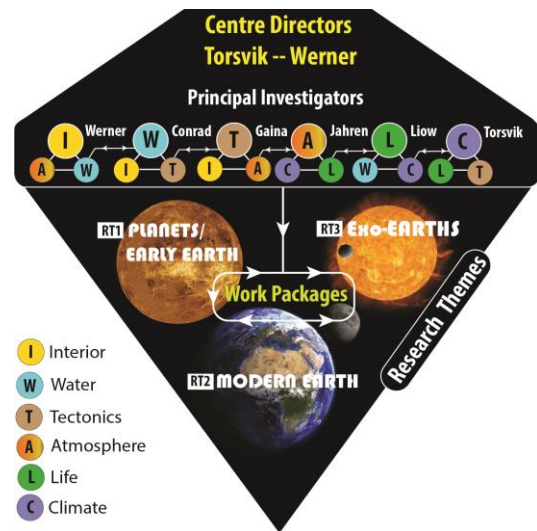 Centre Directors
Torsvik -- Werner
Principal Investigators
I Werner W Conrad T Gaina A Jahren L Liow C Torsvik
A W I T I A C L W C L T
RT1 PLANETS/
EARLY EARTH
RT3 EXO-EARTHS
Work Packages
RT2 MODERN EARTH
Research Themes
I Interior
W Water
T Tectonics
A Atmosphere
L Life
C Climate